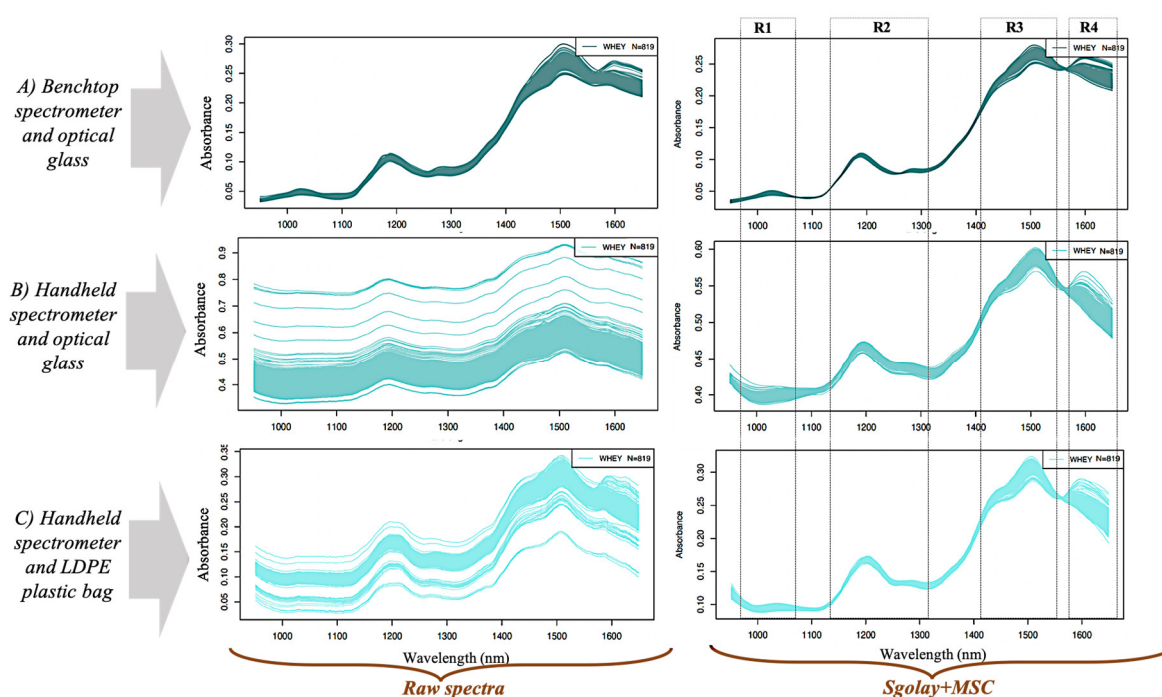 R1 R2 R3 R4
A) Benchtop
spectrometer
and optical
glass
Absorbance
0.30
0.25
0.20
0.15
0.10
0.05
WHEY N=819
1000 1100 1200 1300 1400 1500 1600
Absorbance
0.25
0.20
0.15
0.10
0.05
WHEY N=819
1000 1100 1200 1300 1400 1500 1600
B) Handheld
spectrometer
and optical
glass
Absorbance
0.9
0.8
0.7
0.6
0.5
0.4
WHEY N=819
1000 1100 1200 1300 1400 1500 1600
Absorbance
0.60
0.55
0.50
0.45
0.40
WHEY N=819
1000 1100 1200 1300 1400 1500 1600
C) Handheld
spectrometer
and LDPE
plastic bag
Absorbance
0.35
0.30
0.25
0.20
0.15
0.10
0.05
WHEY N=819
1000 1100 1200 1300 1400 1500 1600
Wavelength (nm)
Raw spectra
Absorbance
0.30
0.25
0.20
0.15
0.10
WHEY N=819
1000 1100 1200 1300 1400 1500 1600
Wavelength (nm)
Sgolay+MSC